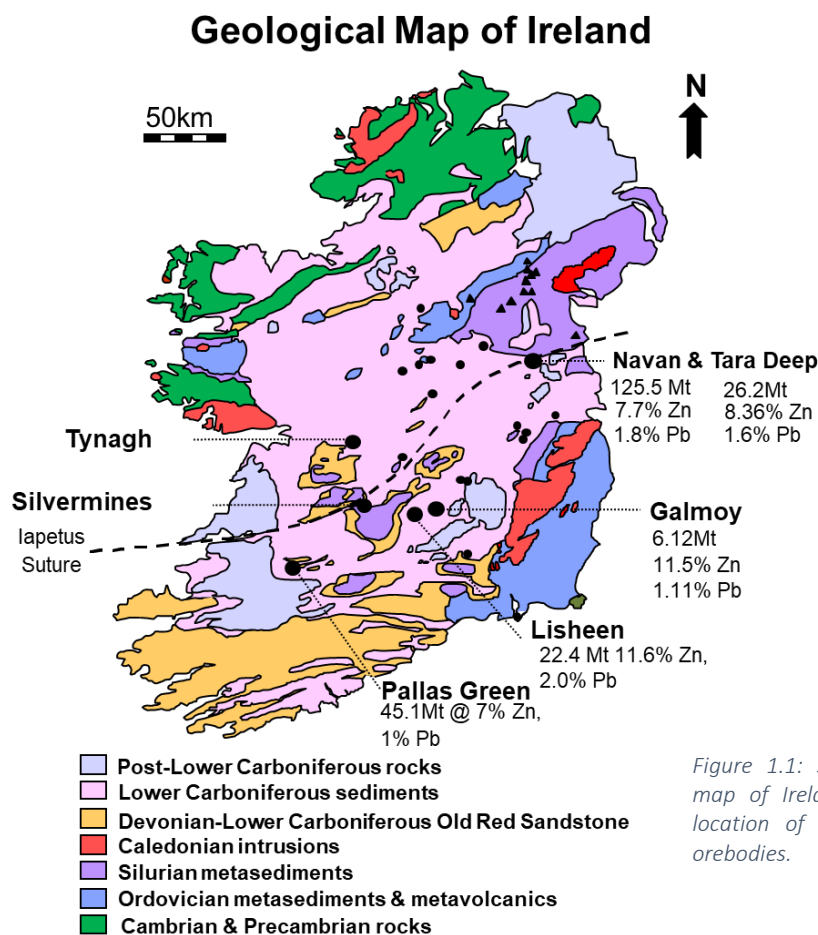 Geological Map of Ireland
50km
N
Navan & Tara Deep
125.5 Mt
7.7% Zn
1.8% Pb
26.2Mt
8.36% Zn
1.6% Pb
Tynagh
Silvermines
Iapetus
Suture
Galmoy
6.12Mt
11.5% Zn
1.11% Pb
Lisheen
22.4 Mt 11.6% Zn,
2.0% Pb
Pallas Green
45.1Mt @ 7% Zn,
1% Pb
Post-Lower Carboniferous rocks
Lower Carboniferous sediments
Devonian-Lower Carboniferous Old Red Sandstone
Caledonian intrusions
Silurian metasediments
Ordovician metasediments & metavolcanics
Cambrian & Precambrian rocks
Figure 1.1:
map of
location of
orebodies.